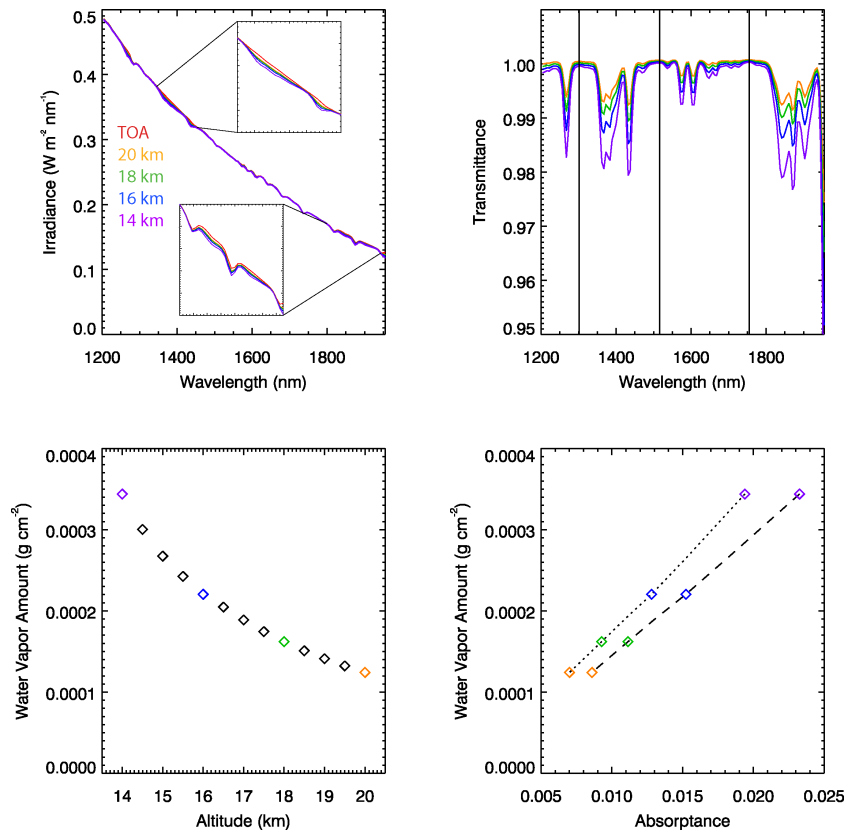 0.5
0.4
0.3
0.2
0.1
0.0
Irradiance (W m⁻² nm⁻¹)
TOA
20 km
18 km
16 km
14 km
1200 1400 1600 1800
Wavelength (nm)
1.00
0.99
0.98
0.97
0.96
0.95
Transmittance
1200 1400 1600 1800
Wavelength (nm)
0.0004
0.0003
0.0002
0.0001
0.0000
Water Vapor Amount (g cm⁻²)
14 15 16 17 18 19 20
Altitude (km)
0.0004
0.0003
0.0002
0.0001
0.0000
Water Vapor Amount (g cm⁻²)
0.005 0.010 0.015 0.020 0.025
Absorptance